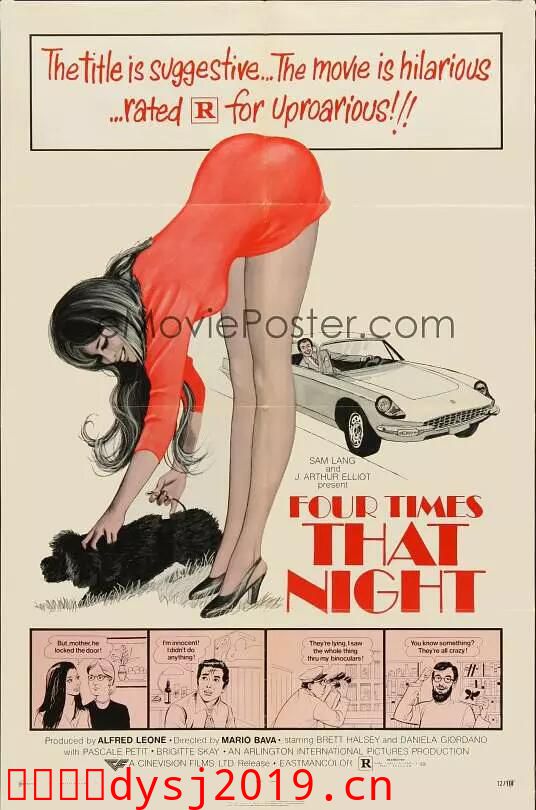 The title is suggestive...The movie is hilarious
...rated R for Uproarious!!!
eMoviePoster.com
SAM LANG
and
J. ARTHUR ELLIOT
present
FOUR TIMES
THAT
NIGHT
But, mother, he
locked the door!
I'm innocent!
I didn't do
anything!
They're lying, I saw
the whole thing
thru my binoculars!
You know something?
They're all crazy!
Produced by ALFRED LEONE • Directed by MARIO BAVA • starring BRETT HALSEY and DANIELA GIORDANO
with PASCALE PETIT • BRIGITTE SKAY • AN ARLINGTON INTERNATIONAL PICTURES PRODUCTION
A CINEVISION FILMS LTD. Release • EASTMANCOLOR R
dysj2019.cn